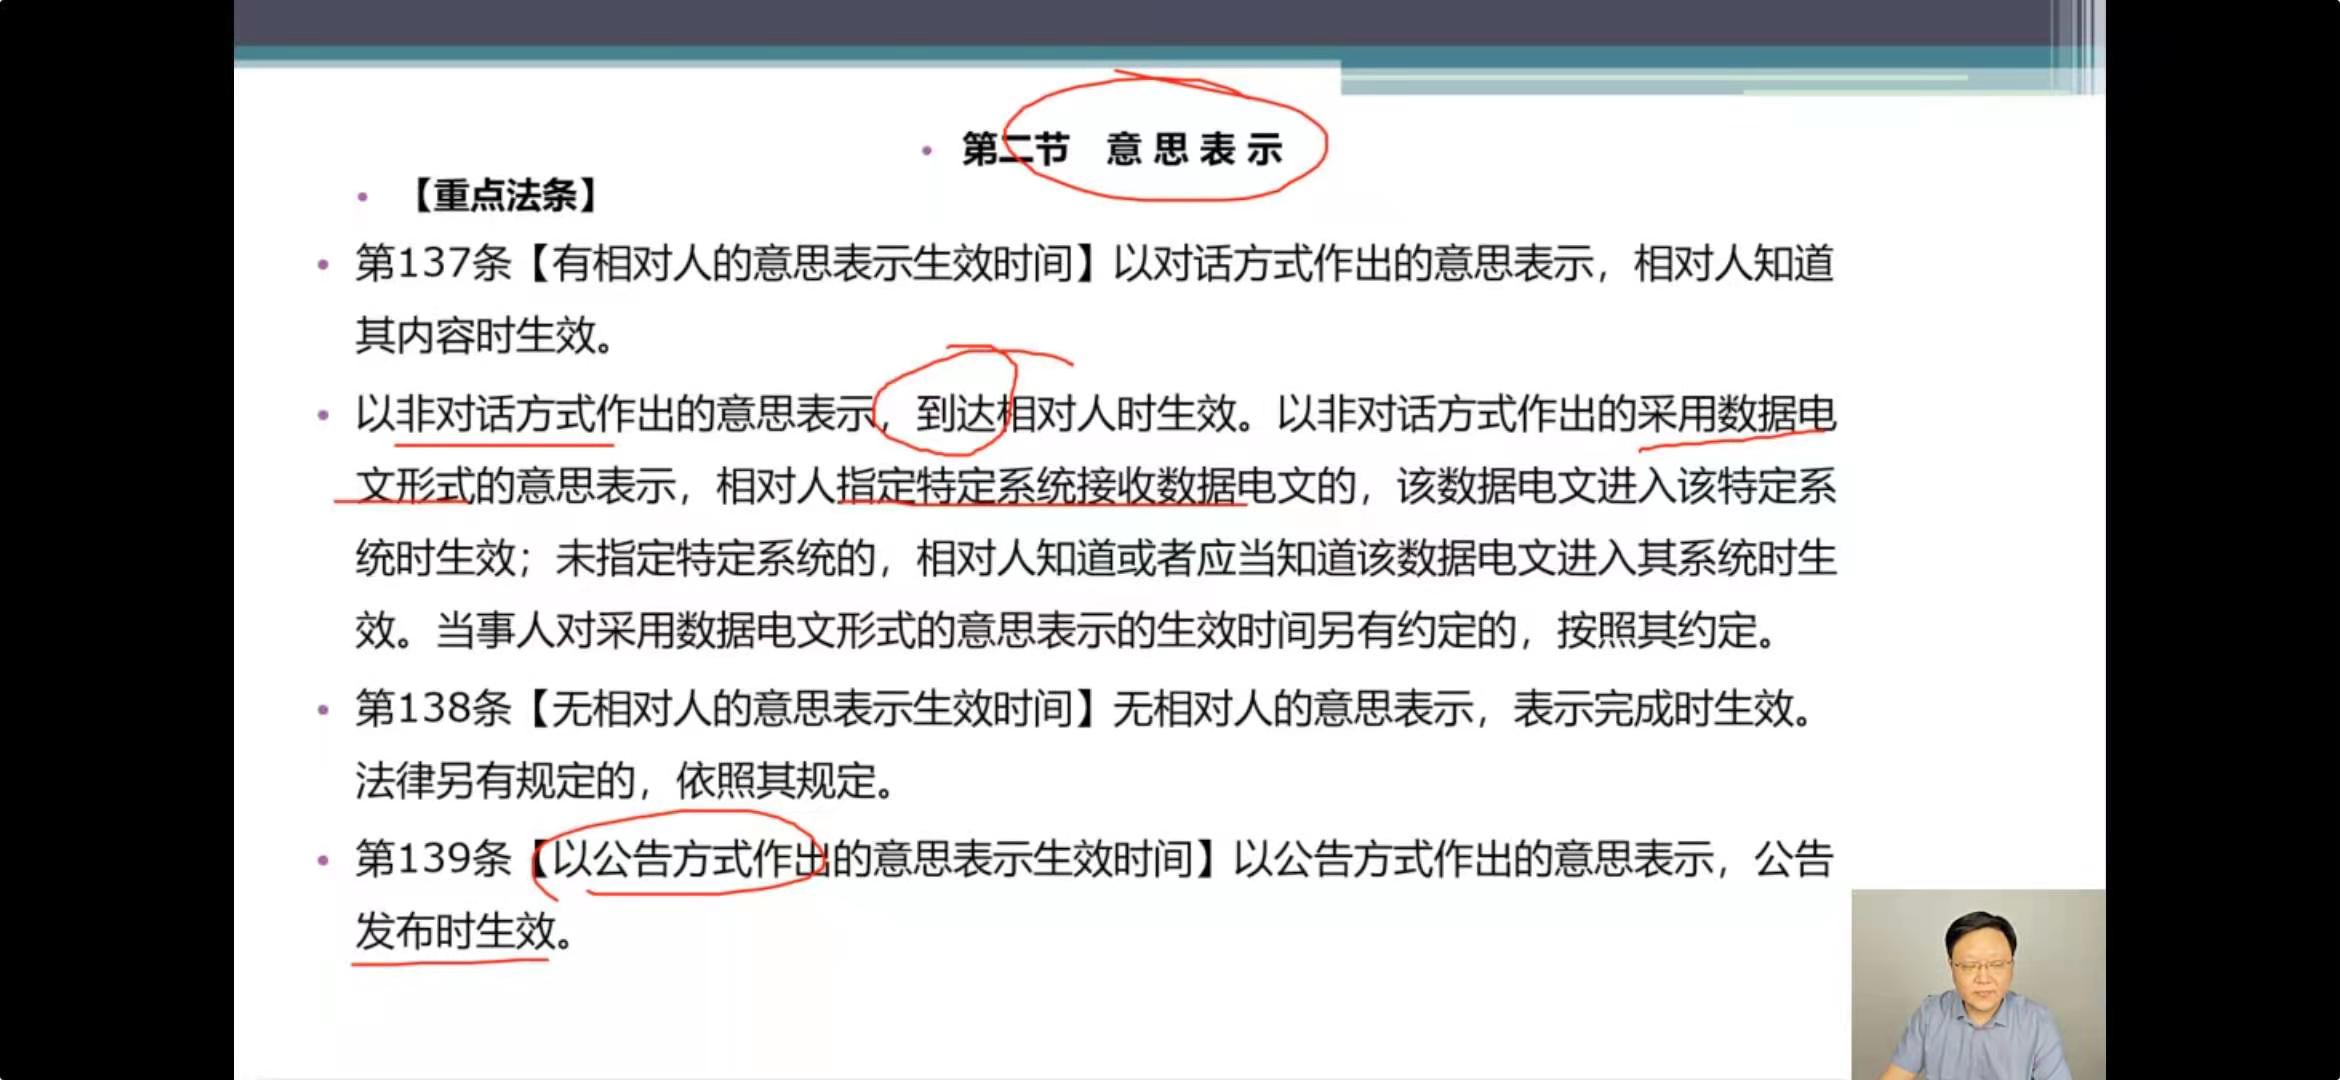 第二节 意思表示
【重点法条】
第137条【有相对人的意思表示生效时间】以对话方式作出的意思表示，相对人知道
其内容时生效。
以非对话方式作出的意思表示，到达相对人时生效。以非对话方式作出的采用数据电
文形式的意思表示，相对人指定特定系统接收数据电文的，该数据电文进入该特定系
统时生效；未指定特定系统的，相对人知道或者应当知道该数据电文进入其系统时生
效。当事人对采用数据电文形式的意思表示的生效时间另有约定的，按照其约定。
第138条【无相对人的意思表示生效时间】无相对人的意思表示，表示完成时生效。
法律另有规定的，依照其规定。
第139条【以公告方式作出的意思表示生效时间】以公告方式作出的意思表示，公告
发布时生效。